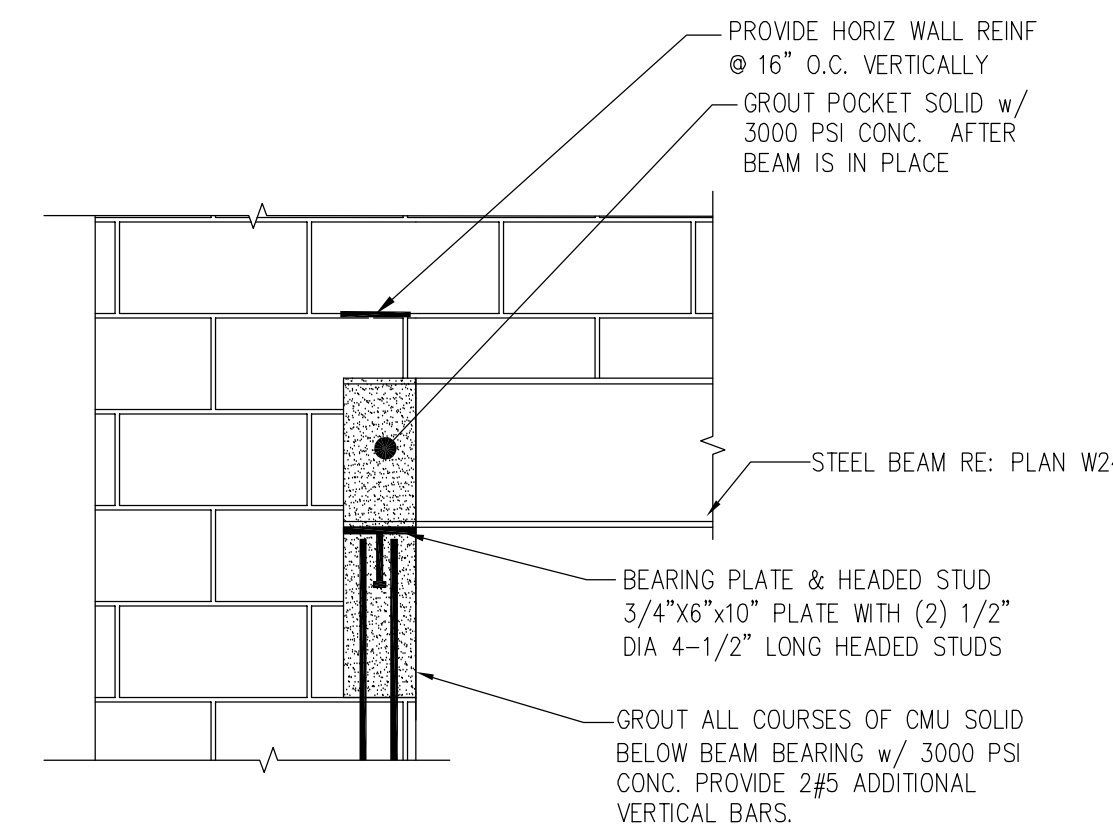 PROVIDE HORIZ WALL REINF
@ 16" O.C. VERTICALLY
GROUT POCKET SOLID w/
3000 PSI CONC. AFTER
BEAM IS IN PLACE
STEEL BEAM RE: PLAN
BEARING PLATE & HEADED STUD
3/4"X6"x10" PLATE WITH (2) 1/2"
DIA 4-1/2" LONG HEADED STUDS
GROUT ALL COURSES OF CMU SOLID
BELOW BEAM BEARING w/ 3000 PSI
CONC. PROVIDE 2#5 ADDITIONAL
VERTICAL BARS.